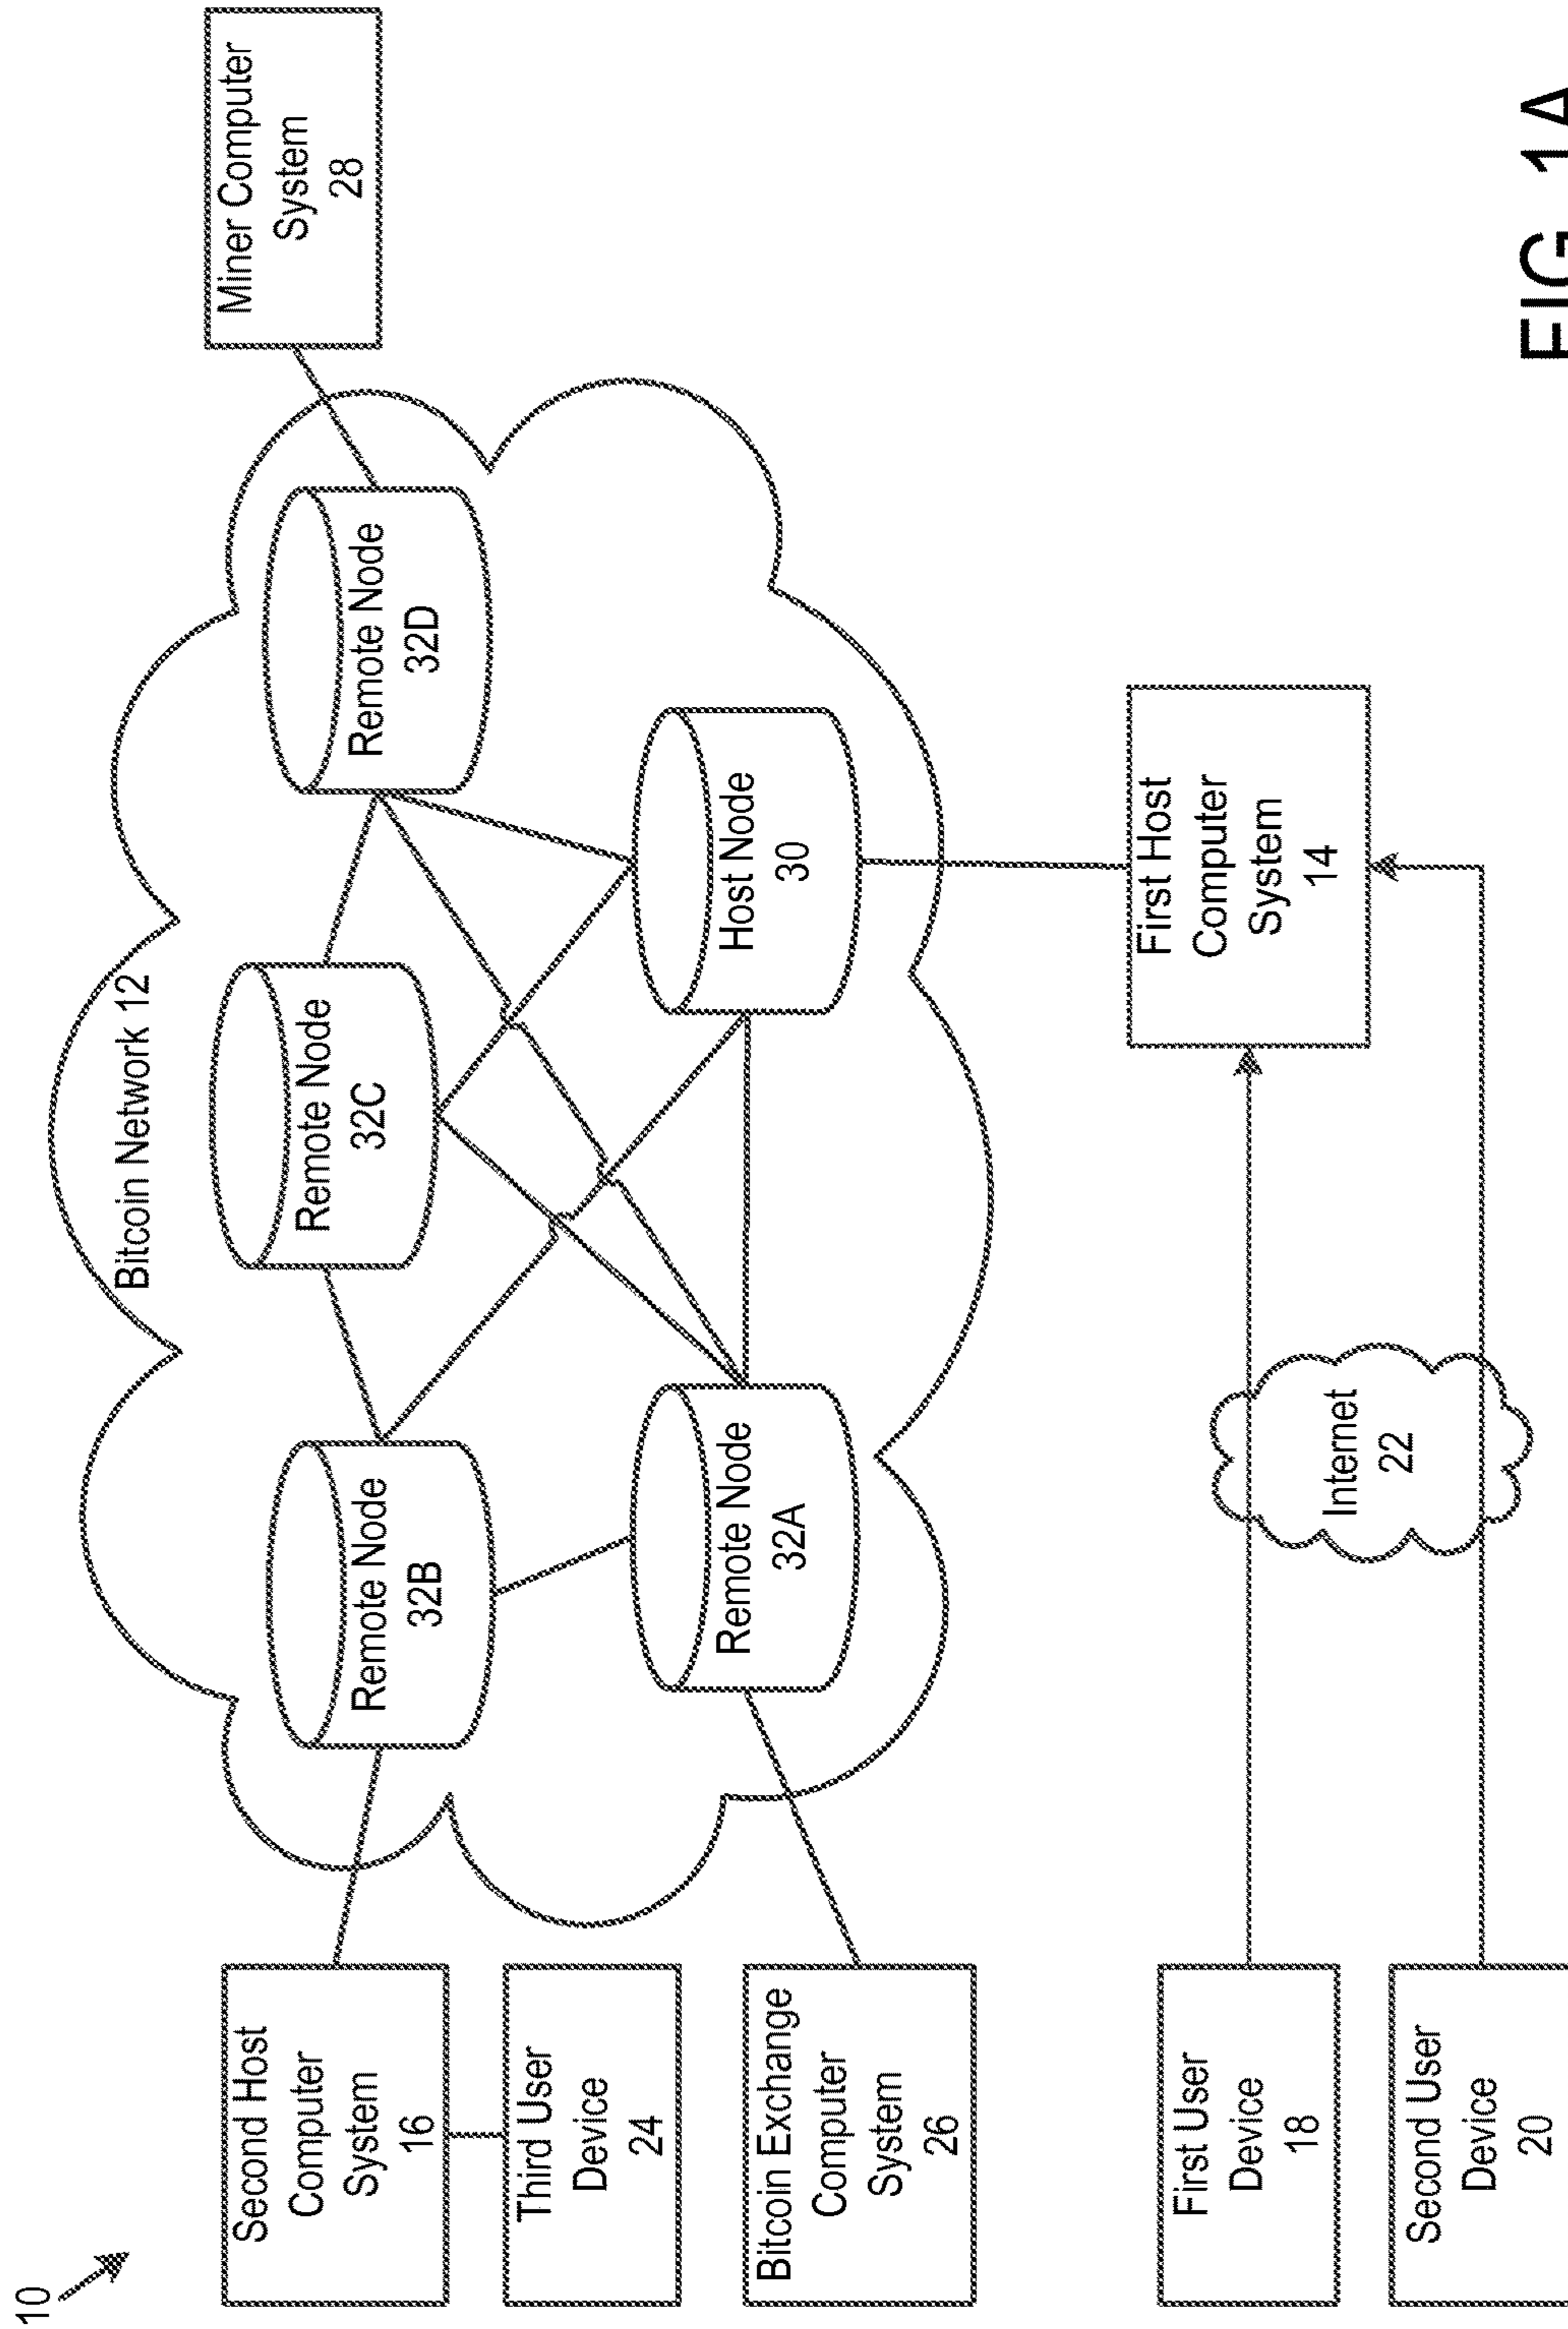 10
Second Host
Computer
System
16
Third User
Device
24
Bitcoin Exchange
Computer
System
26
First User
Device
18
Second User
Device
20
Bitcoin Network 12
Remote Node
32B
Remote Node
32C
Remote Node
32D
Remote Node
32A
Host Node
30
Miner Computer
System
28
Internet
22
First Host
Computer
System
14
FIG. 1A